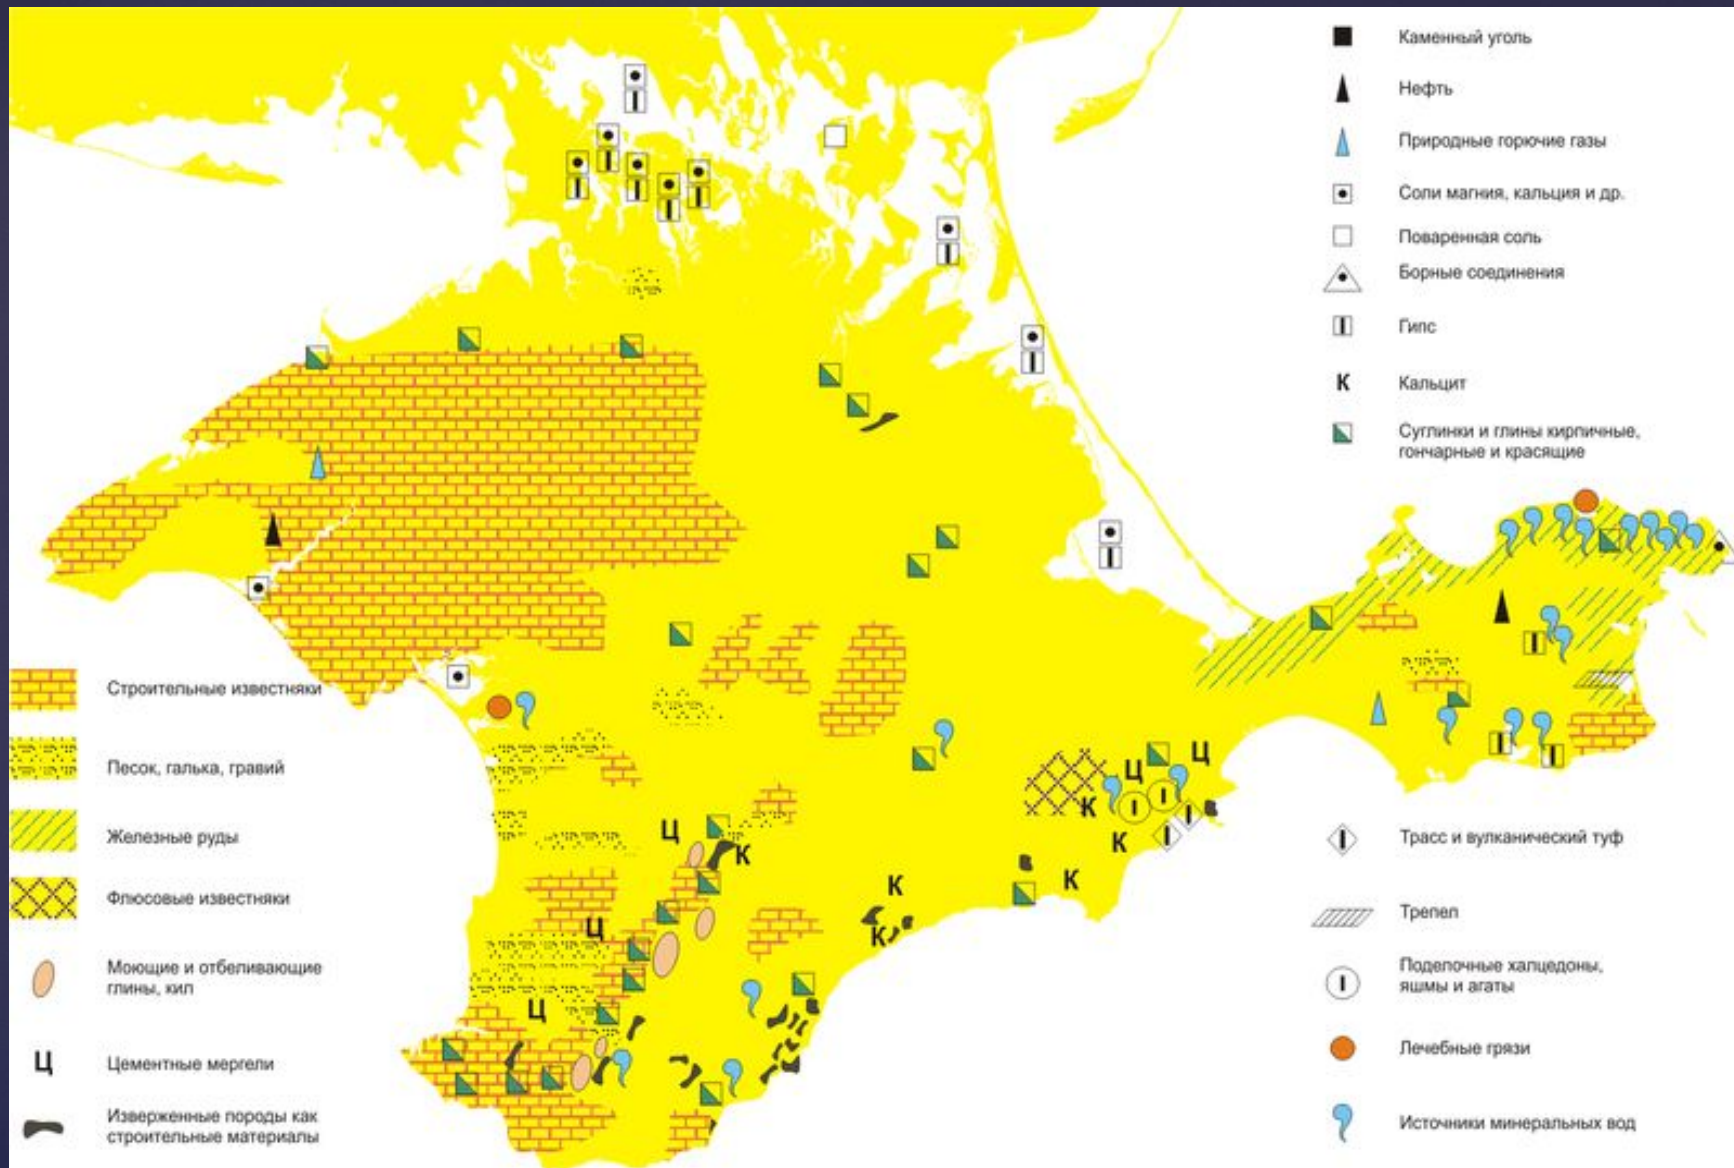 Каменный уголь
Нефть
Природные горючие газы
Соли магния, кальция и др.
Поваренная соль
Борные соединения
Гипс
К
Кальцит
Суглинки и глины кирпичные,
гончарные и красящие
Строительные известняки
Песок, галька, гравий
Железные руды
Флюсовые известняки
Моющие и отбеливающие
глины, кил
Ц
Цементные мергели
Изверженные породы как
строительные материалы
Ц
Ц
Ц
К
Ц
К
К
К
К
К
Ц
Ц
Трасс и вулканический туф
Трепел
Поделочные халцедоны,
яшмы и агаты
Лечебные грязи
Источники минеральных вод